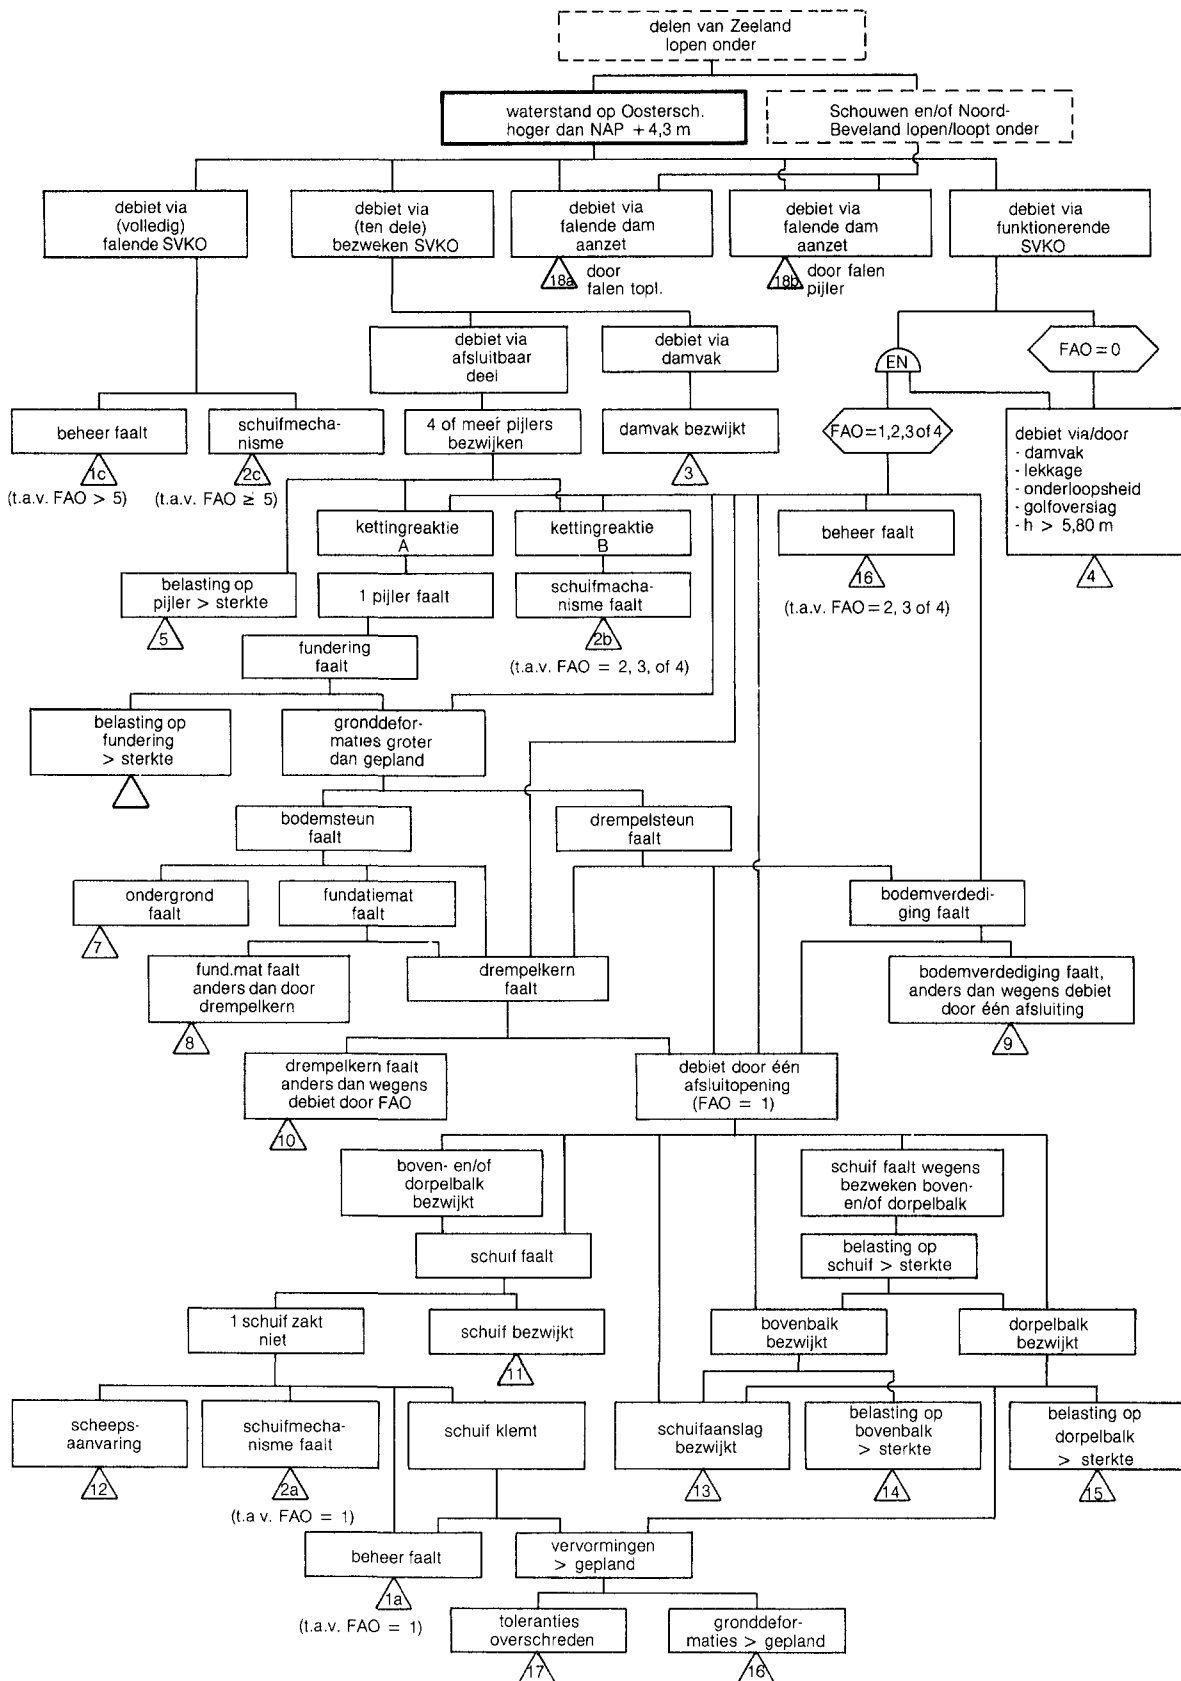 delen van Zeeland
lopen onder
waterstand op Oostersch.
hoger dan NAP + 4,3 m
Schouwen en/of Noord-
Beveland lopen/loopt onder
debiet via
(volledig)
falende SVKO
debiet via
(ten dele)
bezweken SVKO
debiet via
falende dam
aanzet
debiet via
falende dam
aanzet
debiet via
funktionerende
SVKO
18a
door
falen topl.
18b
door falen
pijler
debiet via
afsluitbaar
deel
debiet via
damvak
EN
FAO = 0
beheer faalt
schuifmecha-
nisme
4 of meer pijlers
bezwijken
damvak bezwijkt
FAO=1,2,3 of 4
debiet via/door
- damvak
- lekkage
- onderloopsheid
- golfoverslag
- h > 5,80 m
1c
(t.a.v. FAO > 5)
2c
(t.a.v. FAO ≥ 5)
3
kettingreaktie
A
kettingreaktie
B
beheer faalt
16
(t.a.v. FAO = 2, 3 of 4)
4
belasting op
pijler > sterkte
5
1 pijler faalt
schuifmacha-
nisme faalt
2b
(t.a.v. FAO = 2, 3, of 4)
fundering
faalt
belasting op
fundering
> sterkte
gronddefor-
maties groter
dan gepland
bodemsteun
faalt
drempelsteun
faalt
ondergrond
faalt
7
fundatiemat
faalt
bodemverdedi-
ging faalt
fund.mat faalt
anders dan door
drempelkern
8
drempelkern
faalt
bodemverdediging faalt,
anders dan wegens debiet
door één afsluiting
9
drempelkern faalt
anders dan wegens
debiet door FAO
10
debiet door één
afsluitopening
(FAO = 1)
boven- en/of
dorpelbalk
bezwijkt
schuif faalt wegens
bezweken boven-
en/of dorpelbalk
schuif faalt
belasting op
schuif > sterkte
1 schuif zakt
niet
schuif bezwijkt
11
bovenbalk
bezwijkt
dorpelbalk
bezwijkt
scheeps-
aanvaring
12
schuifmecha-
nisme faalt
2a
(t.a v. FAO = 1)
schuif klemt
schuifaanslag
bezwijkt
13
belasting op
bovenbalk
> sterkte
14
belasting op
dorpelbalk
> sterkte
15
beheer faalt
1a
(t.a.v. FAO = 1)
vervormingen
> gepland
toleranties
overschreden
17
gronddefor-
maties > gepland
16